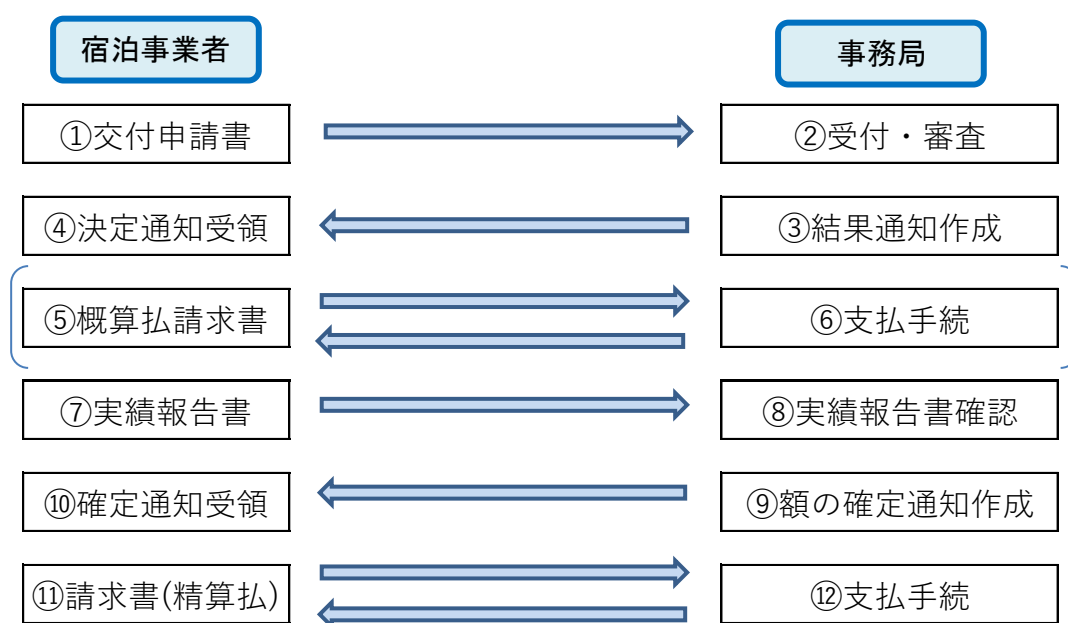 宿泊事業者
事務局
①交付申請書
②受付・審査
④決定通知受領
③結果通知作成
⑤概算払請求書
⑥支払手続
⑦実績報告書
⑧実績報告書確認
⑩確定通知受領
⑨額の確定通知作成
⑪請求書(精算払)
⑫支払手続